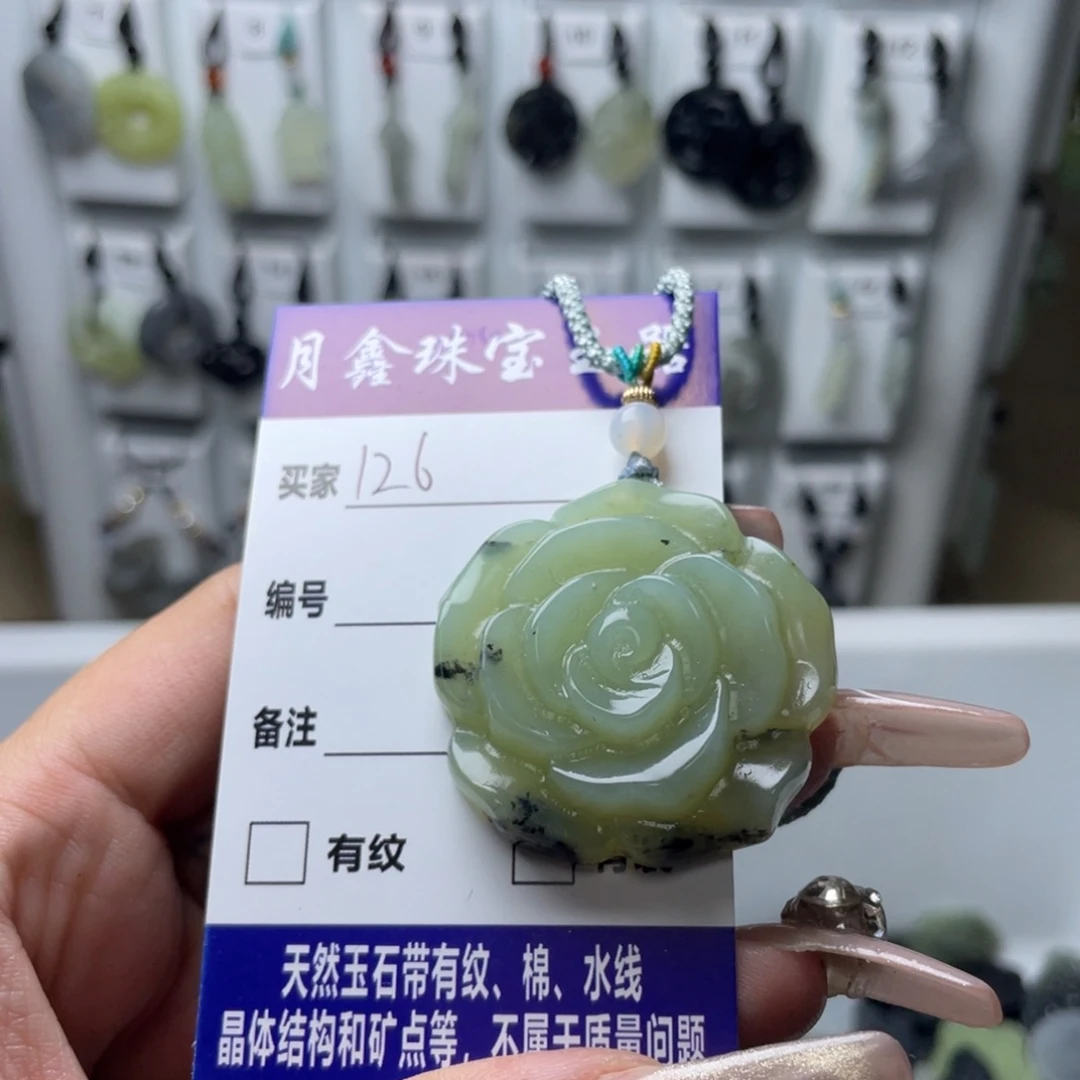 月鑫珠宝
买家 126
编号
备注
有纹
天然玉石带有纹、棉、水线
晶体结构和矿点等，不属于质量问题